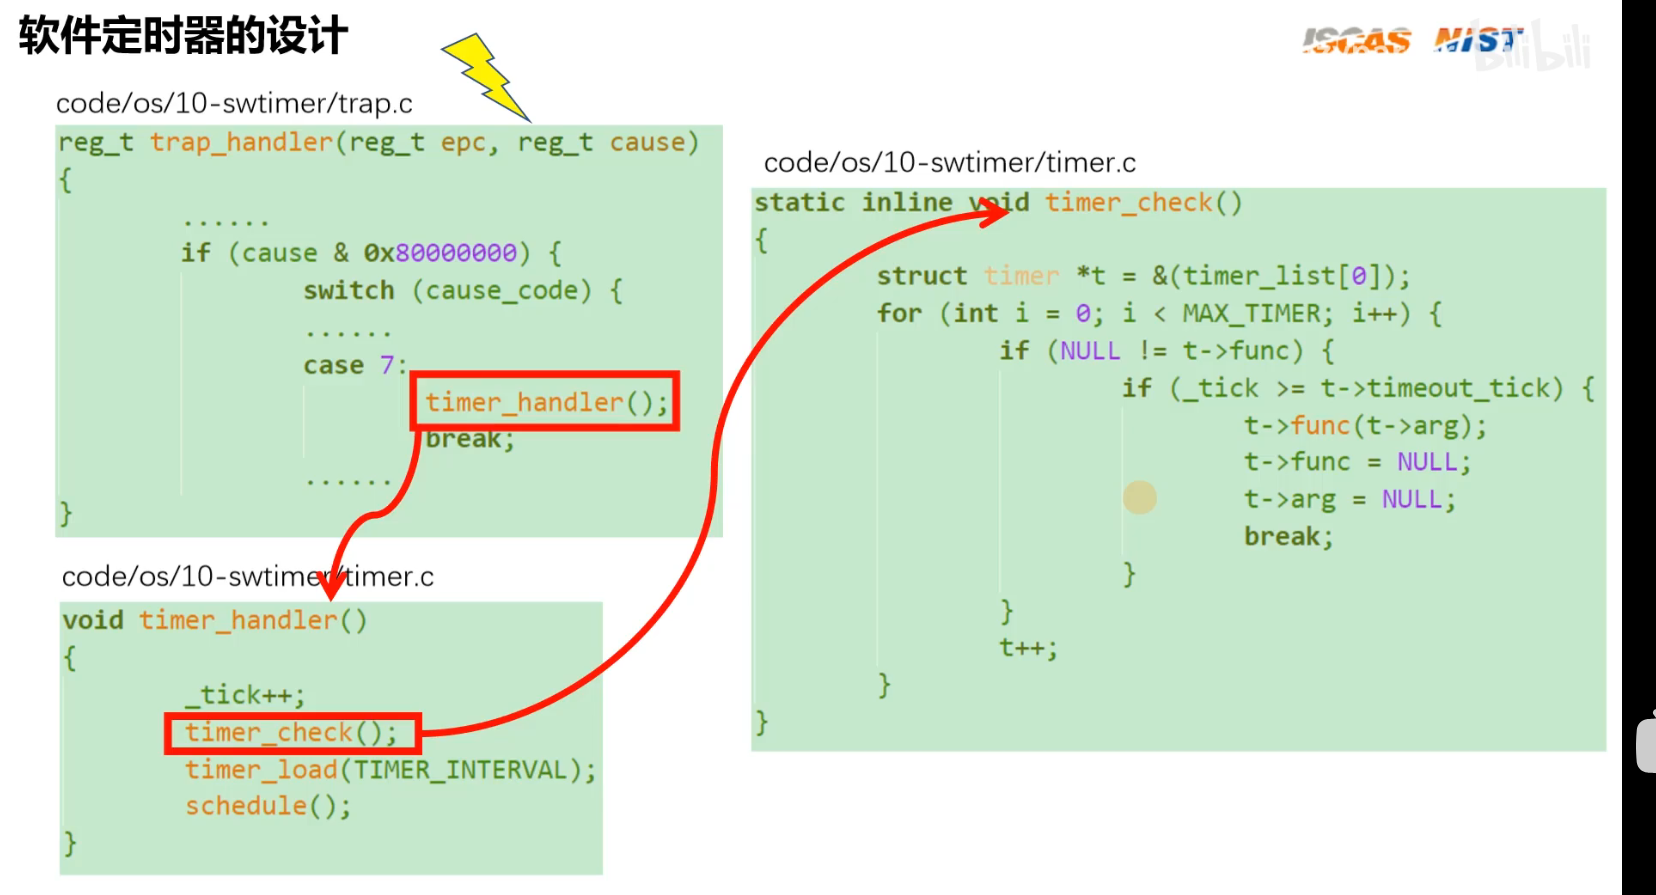 软件定时器的设计
ISCAS NIST
bilibili
code/os/10-swtimer/trap.c
reg_t trap_handler(reg_t epc, reg_t cause)
{
......
if (cause & 0x80000000) {
switch (cause_code) {
......
case 7:
timer_handler();
break;
......
}
code/os/10-swtimer/timer.c
void timer_handler()
{
_tick++;
timer_check();
timer_load(TIMER_INTERVAL);
schedule();
}
code/os/10-swtimer/timer.c
static inline void timer_check()
{
struct timer *t = &(timer_list[0]);
for (int i = 0; i < MAX_TIMER; i++) {
if (NULL != t->func) {
if (_tick >= t->timeout_tick) {
t->func(t->arg);
t->func = NULL;
t->arg = NULL;
break;
}
}
t++;
}
}